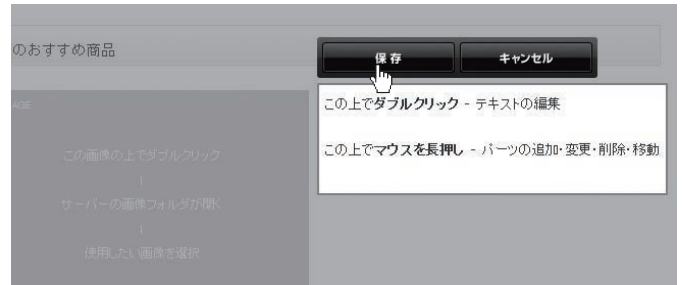 のおすすめ商品
保存 キャンセル
この上でダブルクリック - テキストの編集
この上でマウスを長押し - パーツの追加・変更・削除・移動
AGE
この画像の上でダブルクリック
↓
サーバーの画像フォルダが開く
↓
使用したい画像を選択